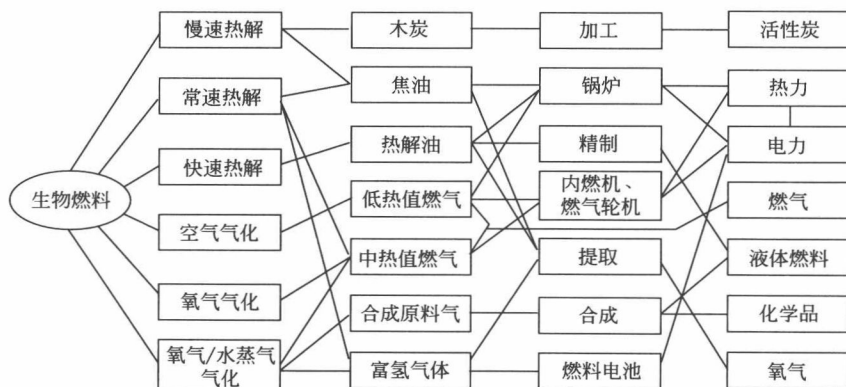 慢速热解
木炭
加工
活性炭
常速热解
焦油
锅炉
热力
快速热解
热解油
精制
电力
生物燃料
低热值燃气
内燃机、
燃气轮机
燃气
空气气化
中热值燃气
提取
液体燃料
氧气气化
合成原料气
合成
化学品
氧气/水蒸气
气化
富氢气体
燃料电池
氧气